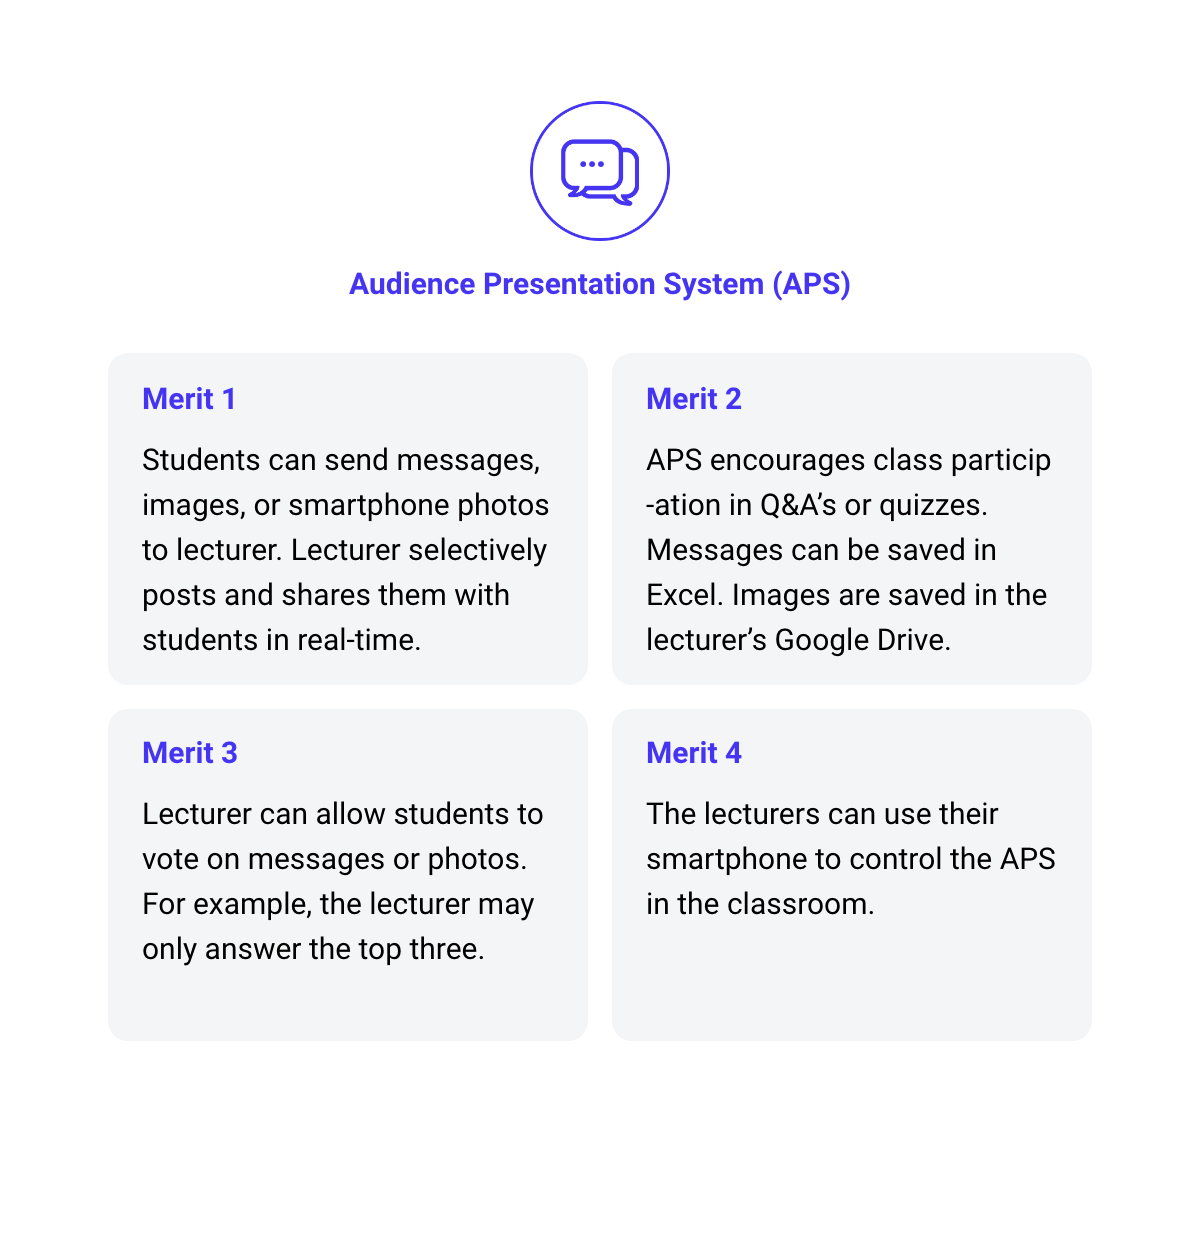 Audience Presentation System (APS)
Merit 1
Students can send messages,
images, or smartphone photos
to lecturer. Lecturer selectively
posts and shares them with
students in real-time.
Merit 2
APS encourages class particip
-ation in Q&A’s or quizzes.
Messages can be saved in
Excel. Images are saved in the
lecturer’s Google Drive.
Merit 3
Lecturer can allow students to
vote on messages or photos.
For example, the lecturer may
only answer the top three.
Merit 4
The lecturers can use their
smartphone to control the APS
in the classroom.